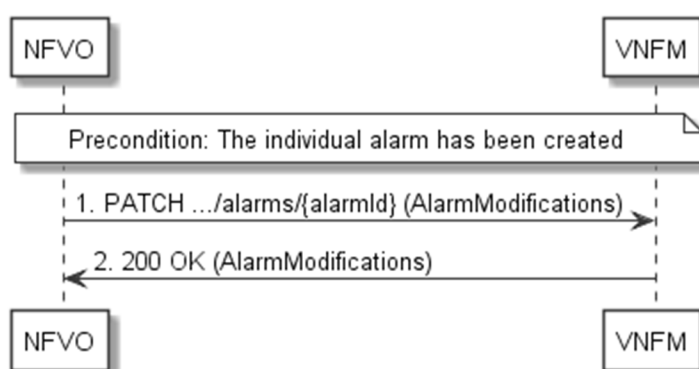 NFVO
VNFM
Precondition: The individual alarm has been created
1. PATCH .../alarms/{alarmId} (AlarmModifications)
2. 200 OK (AlarmModifications)
NFVO
VNFM